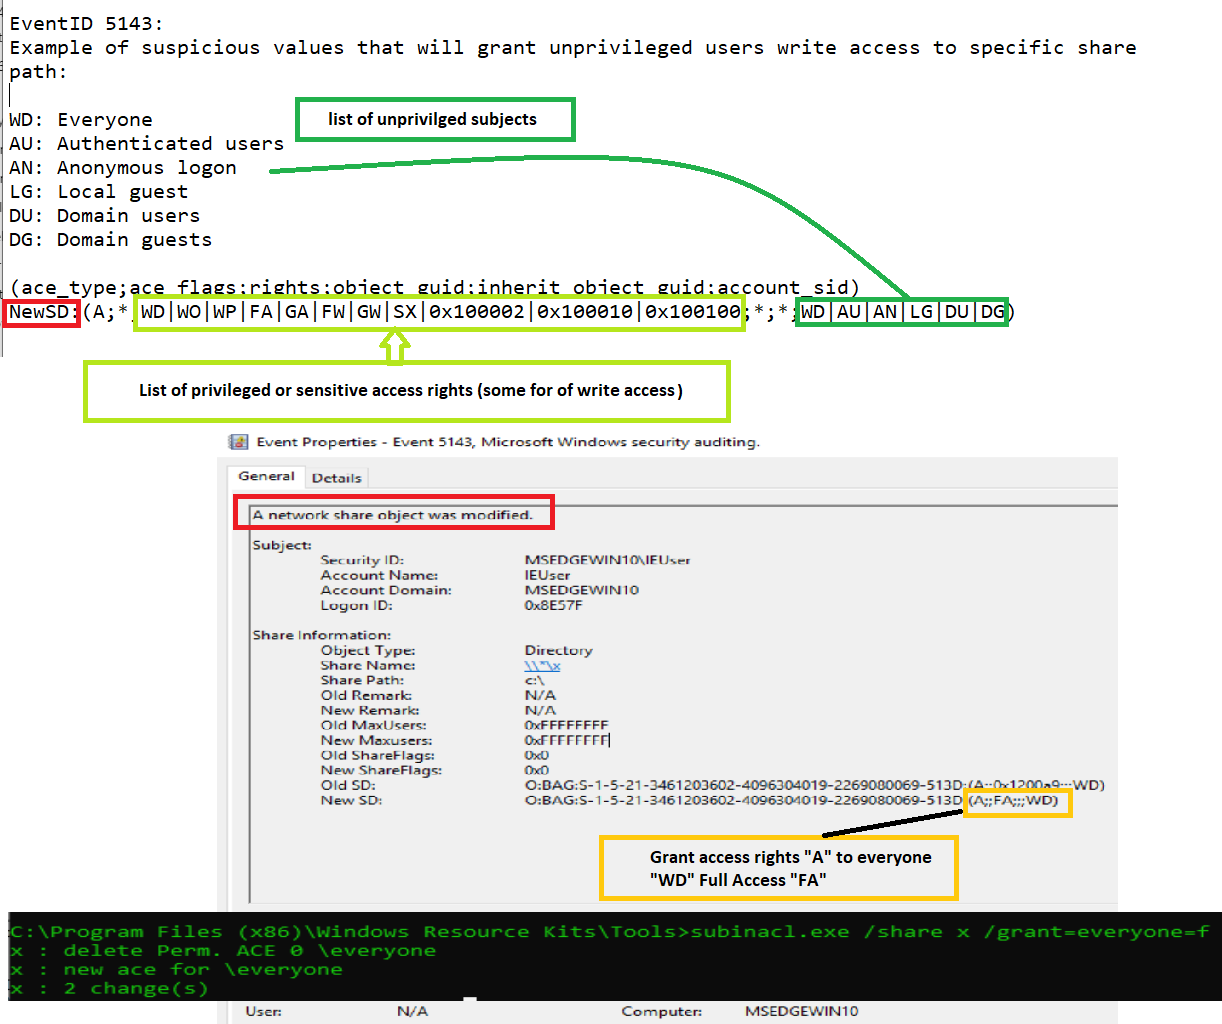 EventID 5143:
Example of suspicious values that will grant unprivileged users write access to specific share
path:
WD: Everyone
list of unprivilged subjects
AU: Authenticated users
AN: Anonymous logon
LG: Local guest
DU: Domain users
DG: Domain guests
(ace_type;ace_flags;rights;object_guid;inherit_object_guid;account_sid)
NewSD:(A;*;WD|WO|WP|FA|GA|FW|GW|SX|0x100002|0x100010|0x100100;*;*;WD|AU|AN|LG|DU|DG)
List of privileged or sensitive access rights (some for of write access)
Event Properties - Event 5143, Microsoft Windows security auditing.
General Details
A network share object was modified.
Subject:
Security ID: MSEDGEWIN10\IEUser
Account Name: IEUser
Account Domain: MSEDGEWIN10
Logon ID: 0x8E57F
Share Information:
Object Type: Directory
Share Name: \\*\x
Share Path: c:\
Old Remark: N/A
New Remark: N/A
Old MaxUsers: 0xFFFFFFFF
New Maxusers: 0xFFFFFFFF
Old ShareFlags: 0x0
New ShareFlags: 0x0
Old SD: O:BAG:S-1-5-21-3461203602-4096304019-2269080069-513D:(A;;0x1200a9;;;WD)
New SD: O:BAG:S-1-5-21-3461203602-4096304019-2269080069-513D:(A;;FA;;;WD)
Grant access rights "A" to everyone
"WD" Full Access "FA"
C:\Program Files (x86)\Windows Resource Kits\Tools>subinacl.exe /share x /grant=everyone=f
x : delete Perm. ACE 0 \everyone
x : new ace for \everyone
x : 2 change(s)
User: N/A Computer: MSEDGEWIN10